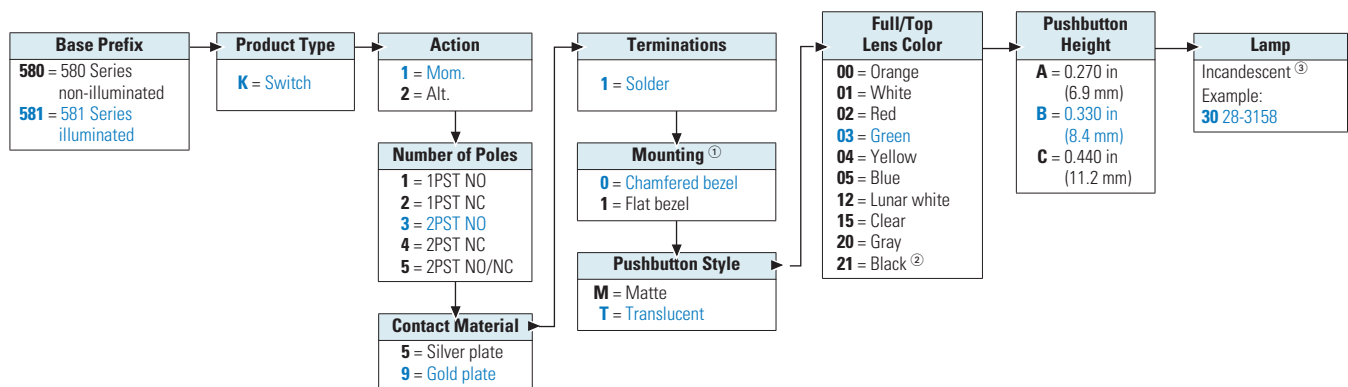 Base Prefix
580 = 580 Series
non-illuminated
581 = 581 Series
illuminated
Product Type
K = Switch
Action
1 = Mom.
2 = Alt.
Number of Poles
1 = 1PST NO
2 = 1PST NC
3 = 2PST NO
4 = 2PST NC
5 = 2PST NO/NC
Contact Material
5 = Silver plate
9 = Gold plate
Terminations
1 = Solder
Mounting ①
0 = Chamfered bezel
1 = Flat bezel
Pushbutton Style
M = Matte
T = Translucent
Full/Top
Lens Color
00 = Orange
01 = White
02 = Red
03 = Green
04 = Yellow
05 = Blue
12 = Lunar white
15 = Clear
20 = Gray
21 = Black ②
Pushbutton
Height
A = 0.270 in
(6.9 mm)
B = 0.330 in
(8.4 mm)
C = 0.440 in
(11.2 mm)
Lamp
Incandescent ③
Example:
30 28-3158